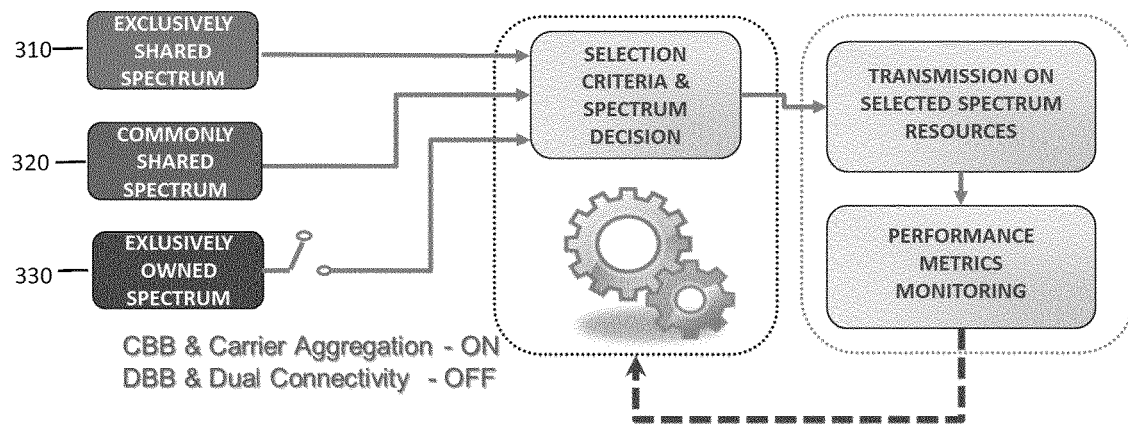 310
EXCLUSIVELY
SHARED
SPECTRUM
320
COMMONLY
SHARED
SPECTRUM
330
EXLUSIVELY
OWNED
SPECTRUM
CBB & Carrier Aggregation - ON
DBB & Dual Connectivity - OFF
SELECTION
CRITERIA &
SPECTRUM
DECISION
TRANSMISSION ON
SELECTED SPECTRUM
RESOURCES
PERFORMANCE
METRICS
MONITORING